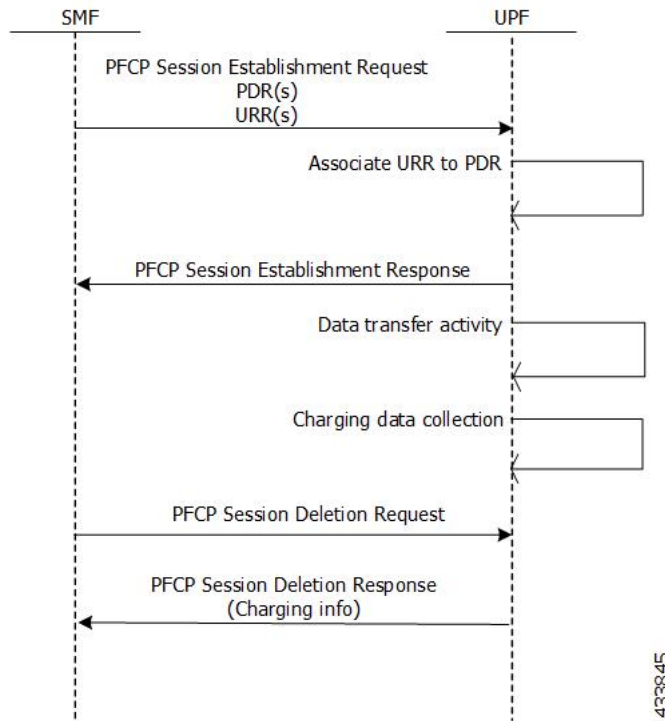 SMF
UPF
PFCP Session Establishment Request
PDR(s)
URR(s)
Associate URR to PDR
PFCP Session Establishment Response
Data transfer activity
Charging data collection
PFCP Session Deletion Request
PFCP Session Deletion Response
(Charging info)
433845